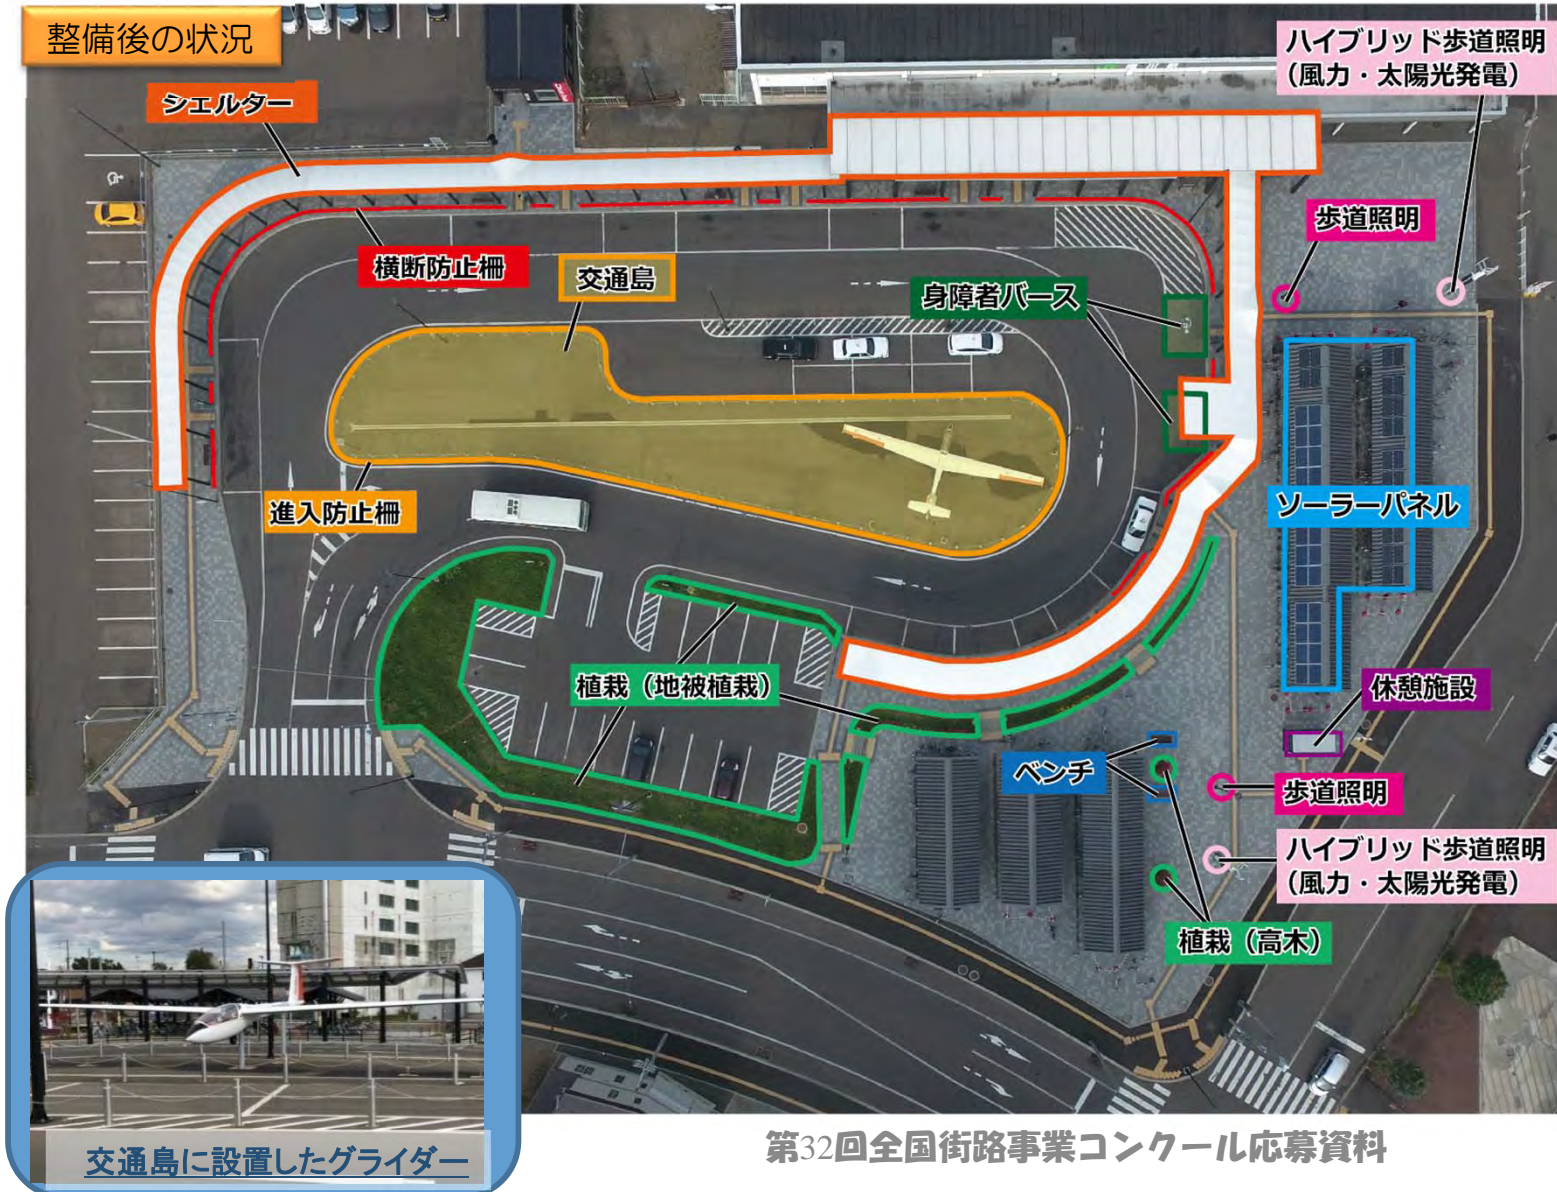 整備後の状況
ハイブリッド歩道照明
(風力・太陽光発電)
シェルター
歩道照明
横断防止柵
交通島
身障者バース
進入防止柵
ソーラーパネル
植栽（地被植栽）
休憩施設
ベンチ
歩道照明
ハイブリッド歩道照明
(風力・太陽光発電)
植栽（高木）
交通島に設置したグライダー
第32回全国街路事業コンクール応募資料